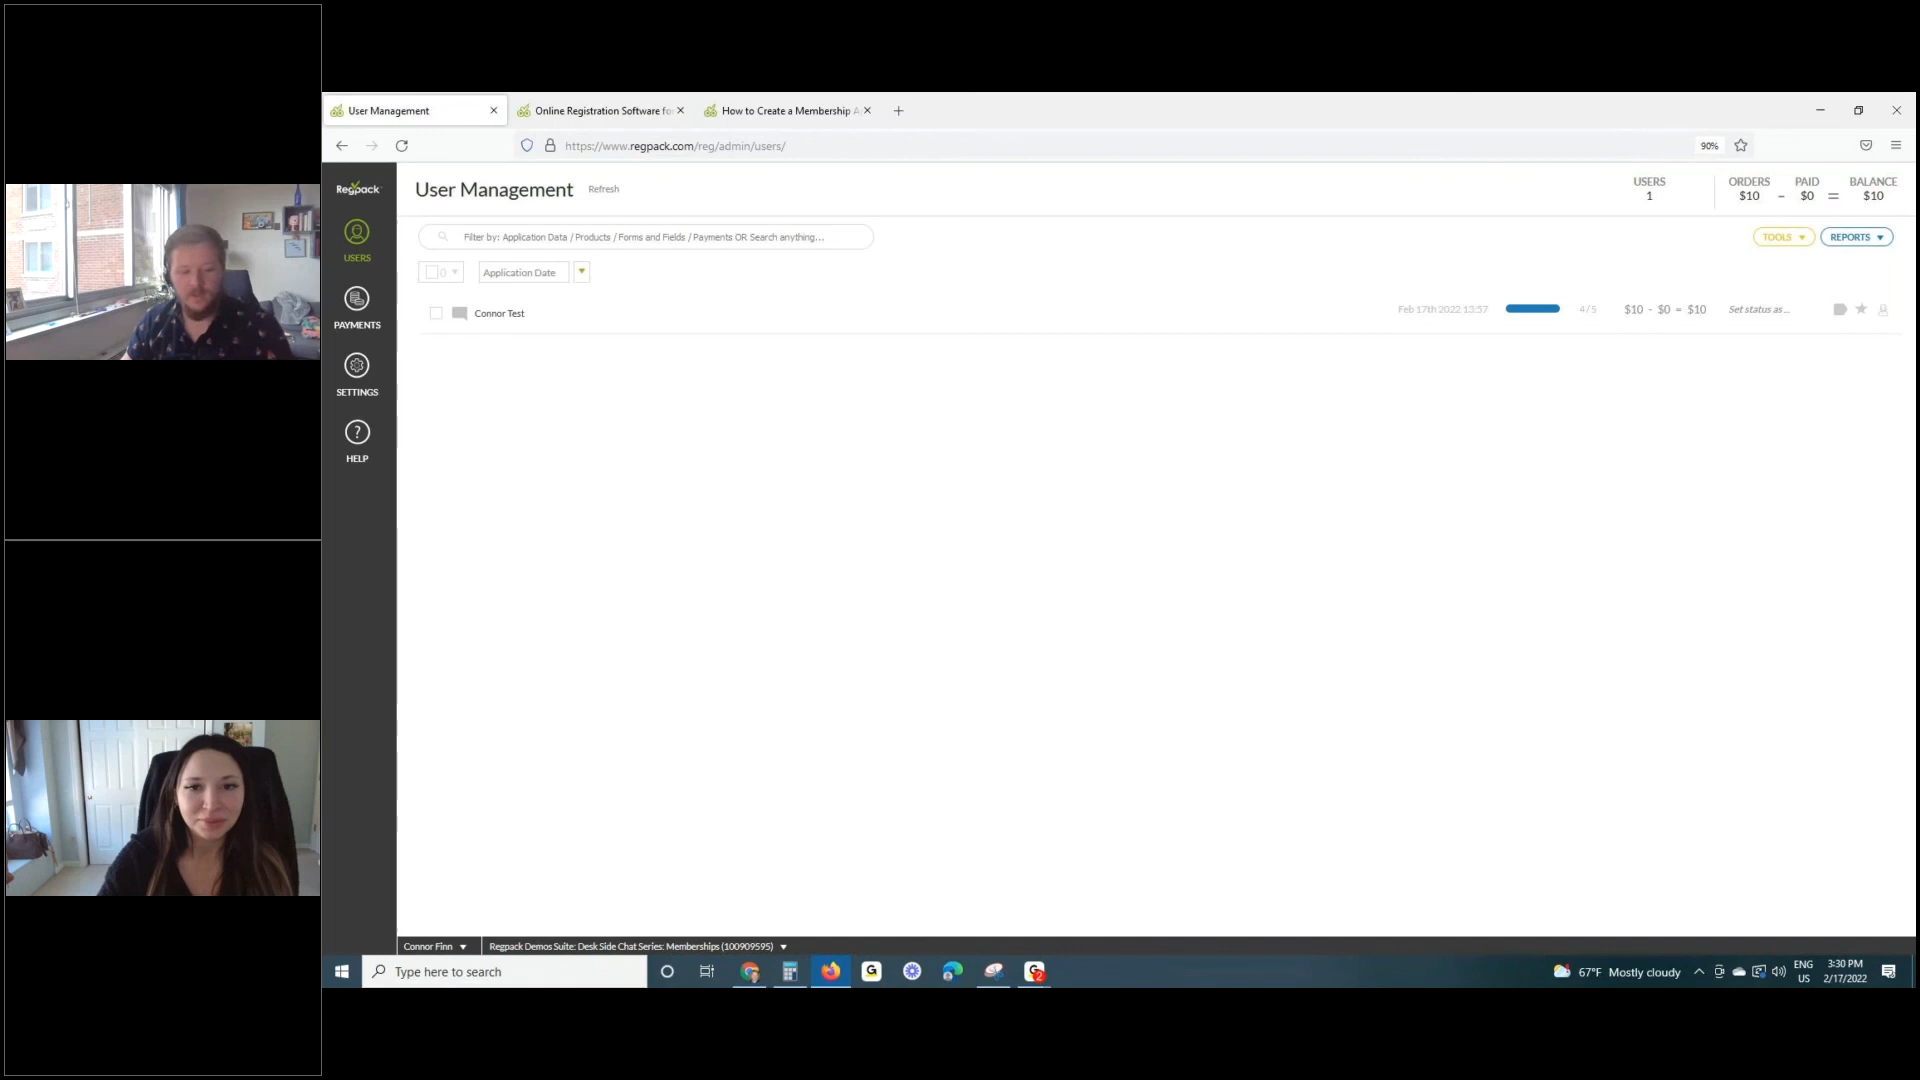 User Management
Online Registration Software fo
How to Create a Membership A
https://www.regpack.com/reg/admin/users/
90%
Regpack
User Management
Refresh
USERS
1
ORDERS
$10
-
PAID
$0
=
BALANCE
$10
USERS
PAYMENTS
SETTINGS
HELP
Filter by: Application Data / Products / Forms and Fields / Payments OR Search anything...
TOOLS
REPORTS
0
Application Date
Connor Test
Feb 17th 2022 13:57
4/5
$10 - $0 = $10
Set status as ...
Connor Finn
Regpack Demos Suite: Desk Side Chat Series: Memberships (100909595)
Type here to search
67°F Mostly cloudy
ENG
US
3:30 PM
2/17/2022